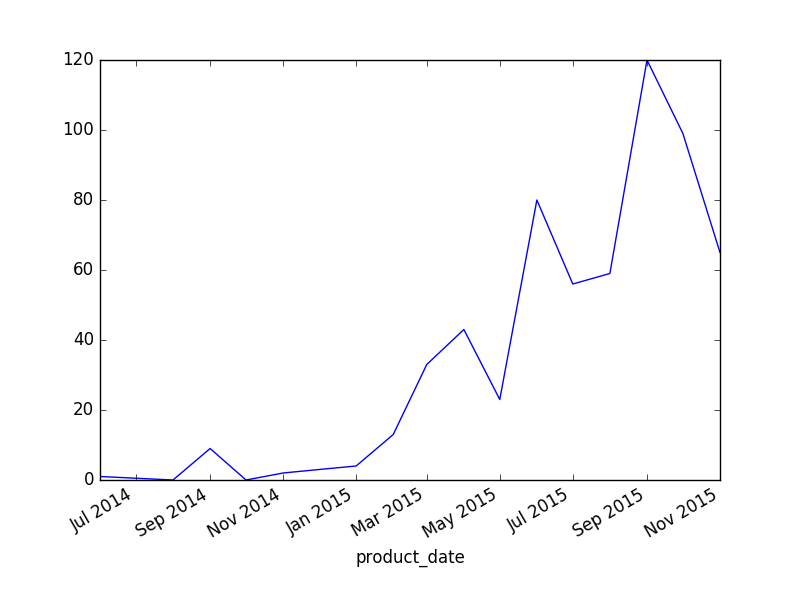 120
100
80
60
40
20
0
Jul 2014
Sep 2014
Nov 2014
Jan 2015
Mar 2015
May 2015
Jul 2015
Sep 2015
Nov 2015
product_date